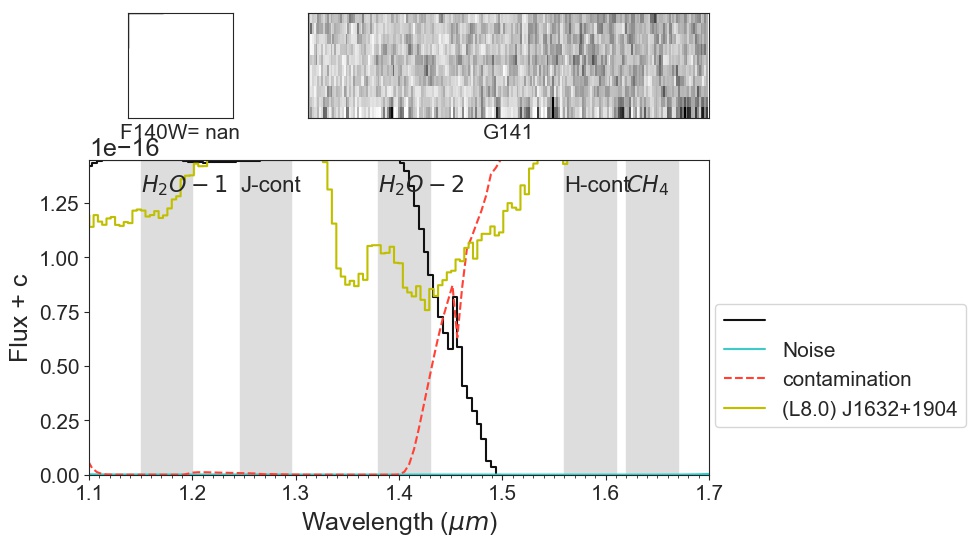 F140W= nan
G141
1e−16
H₂O − 1
J-cont
H₂O − 2
H-cont
CH₄
1.25
1.00
0.75
0.50
0.25
0.00
Flux + c
1.1
1.2
1.3
1.4
1.5
1.6
1.7
Wavelength (μm)
Noise
contamination
(L8.0) J1632+1904